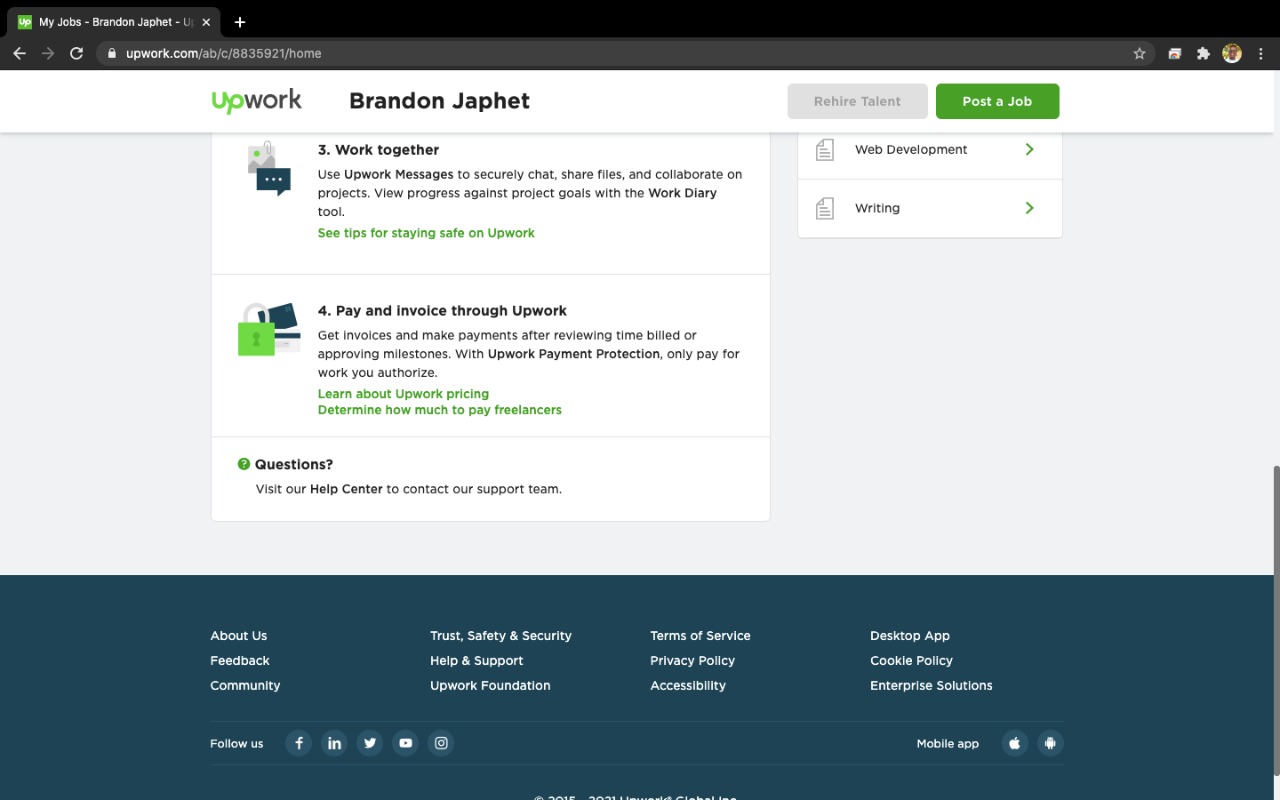 My Jobs - Brandon Japhet - U
upwork.com/ab/c/8835921/home
upwork
Brandon Japhet
Rehire Talent
Post a Job
3. Work together
Use Upwork Messages to securely chat, share files, and collaborate on
projects. View progress against project goals with the Work Diary
tool.
See tips for staying safe on Upwork
Web Development
Writing
4. Pay and invoice through Upwork
Get invoices and make payments after reviewing time billed or
approving milestones. With Upwork Payment Protection, only pay for
work you authorize.
Learn about Upwork pricing
Determine how much to pay freelancers
Questions?
Visit our Help Center to contact our support team.
About Us
Feedback
Community
Trust, Safety & Security
Help & Support
Upwork Foundation
Terms of Service
Privacy Policy
Accessibility
Desktop App
Cookie Policy
Enterprise Solutions
Follow us
Mobile app
© 2015 - 2021 Upwork® Global Inc.